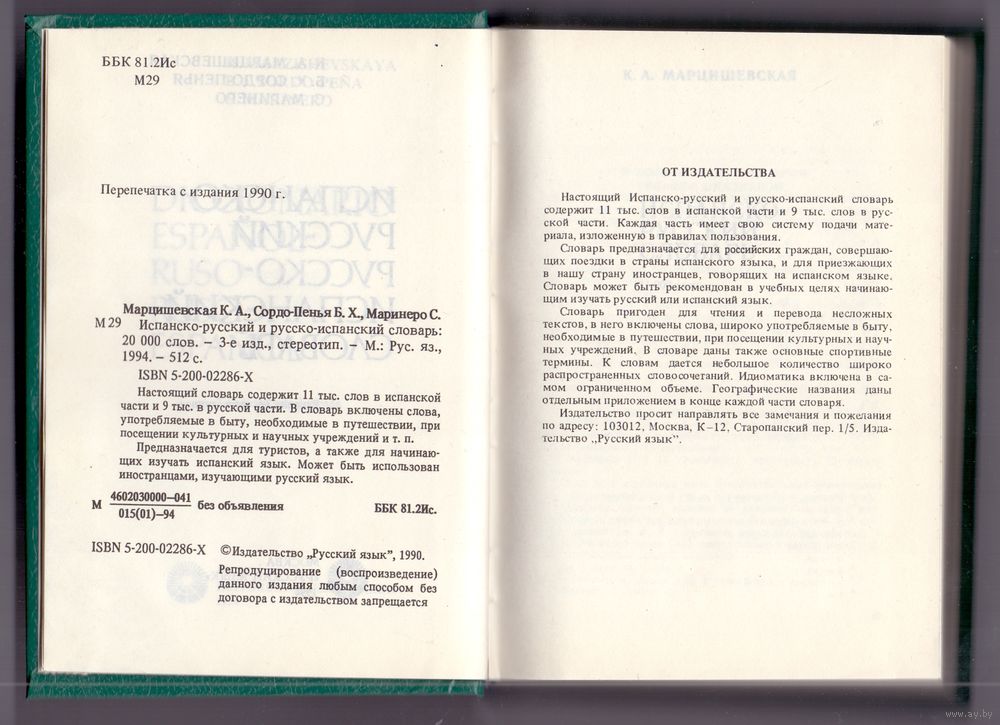 ББК 81.2Ис
М29
Перепечатка с издания 1990 г.
Марцишевская К. А., Сордо-Пенья Б. Х., Маринеро С.
М 29 Испанско-русский и русско-испанский словарь:
20 000 слов. – 3-е изд., стереотип. – М.: Рус. яз.,
1994. – 512 с.
ISBN 5-200-02286-X
Настоящий словарь содержит 11 тыс. слов в испанской
части и 9 тыс. в русской части. В словарь включены слова,
употребляемые в быту, необходимые в путешествии, при
посещении культурных и научных учреждений и т. п.
Предназначается для туристов, а также для начинаю-
щих изучать испанский язык. Может быть использован
иностранцами, изучающими русский язык.
М 4602030000–041 без объявления
015(01)–94
ББК 81.2Ис.
ISBN 5-200-02286-X © Издательство „Русский язык”, 1990.
Репродуцирование (воспроизведение)
данного издания любым способом без
договора с издательством запрещается
К. А. МАРЦИШЕВСКАЯ
ОТ ИЗДАТЕЛЬСТВА
Настоящий Испанско-русский и русско-испанский словарь
содержит 11 тыс. слов в испанской части и 9 тыс. слов в рус-
ской части. Каждая часть имеет свою систему подачи мате-
риала, изложенную в правилах пользования.
Словарь предназначается для российских граждан, совершаю-
щих поездки в страны испанского языка, и для приезжающих
в нашу страну иностранцев, говорящих на испанском языке.
Словарь может быть рекомендован в учебных целях начинаю-
щим изучать русский или испанский язык.
Словарь пригоден для чтения и перевода несложных
текстов, в него включены слова, широко употребляемые в быту,
необходимые в путешествии, при посещении культурных и науч-
ных учреждений. В словаре даны также основные спортивные
термины. К словам дается небольшое количество широко
распространенных словосочетаний. Идиоматика включена в са-
мом ограниченном объеме. Географические названия даны
отдельным приложением в конце каждой части словаря.
Издательство просит направлять все замечания и пожелания
по адресу: 103012, Москва, К–12, Старопанский пер. 1/5. Изда-
тельство „Русский язык”.
www.ay.by